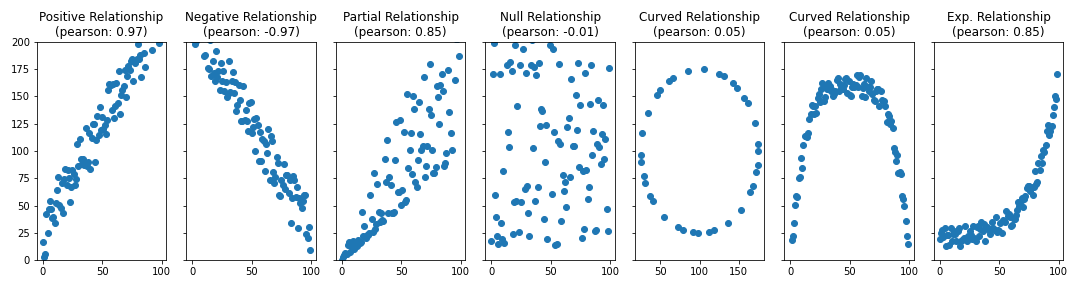 Positive Relationship
(pearson: 0.97)
Negative Relationship
(pearson: -0.97)
Partial Relationship
(pearson: 0.85)
Null Relationship
(pearson: -0.01)
Curved Relationship
(pearson: 0.05)
Curved Relationship
(pearson: 0.05)
Exp. Relationship
(pearson: 0.85)
200
175
150
125
100
75
50
25
0
0 50 100
0 50 100
0 50 100
0 50 100
50 100 150
0 50 100
0 50 100